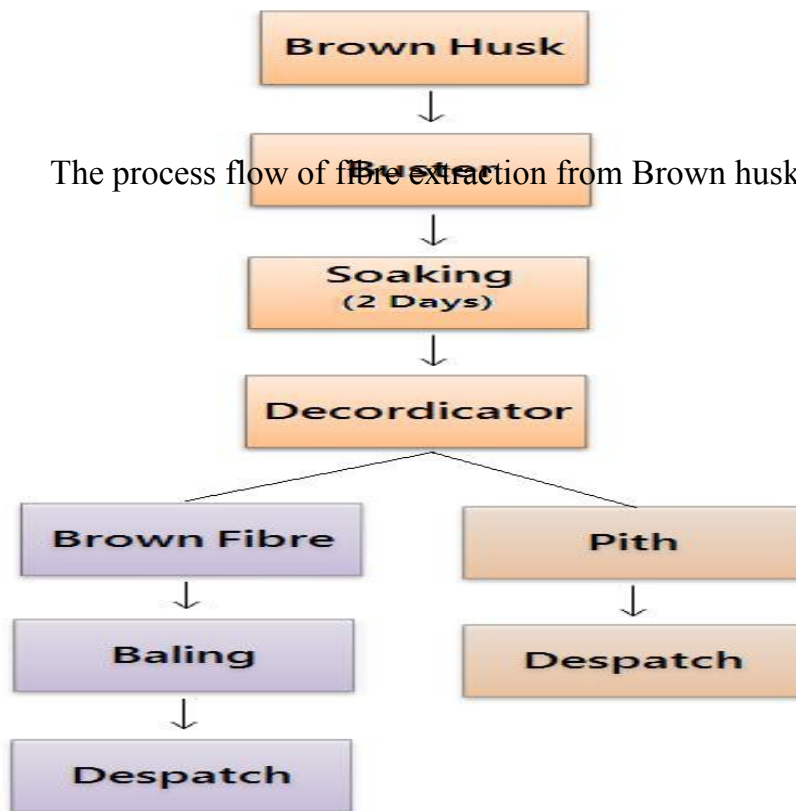 Brown Husk
Buster
The process flow of fibre extraction from Brown husk
Soaking
(2 Days)
Decordicator
Brown Fibre
Pith
Baling
Despatch
Despatch